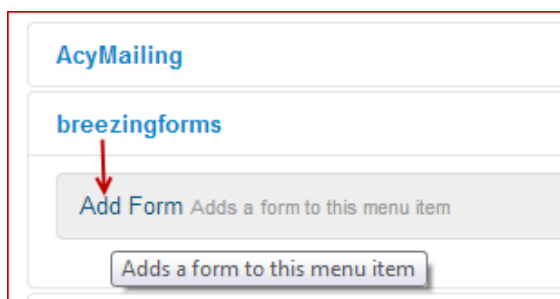 AcyMailing
breezingforms
Add Form Adds a form to this menu item
Adds a form to this menu item